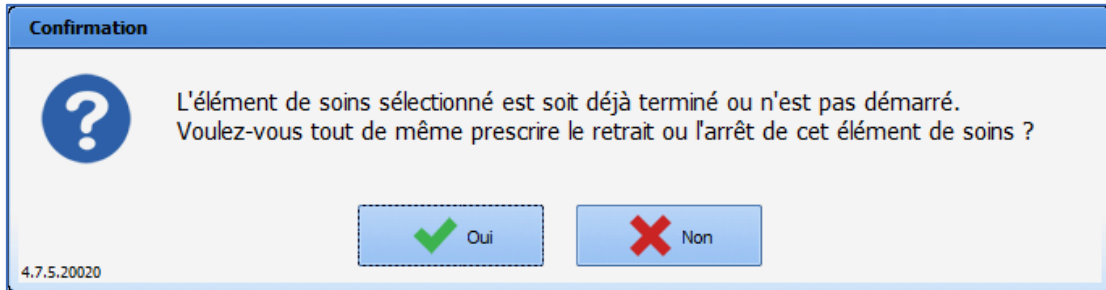 Confirmation
L'élément de soins sélectionné est soit déjà terminé ou n'est pas démarré.
Voulez-vous tout de même prescrire le retrait ou l'arrêt de cet élément de soins ?
Oui
Non
4.7.5.20020